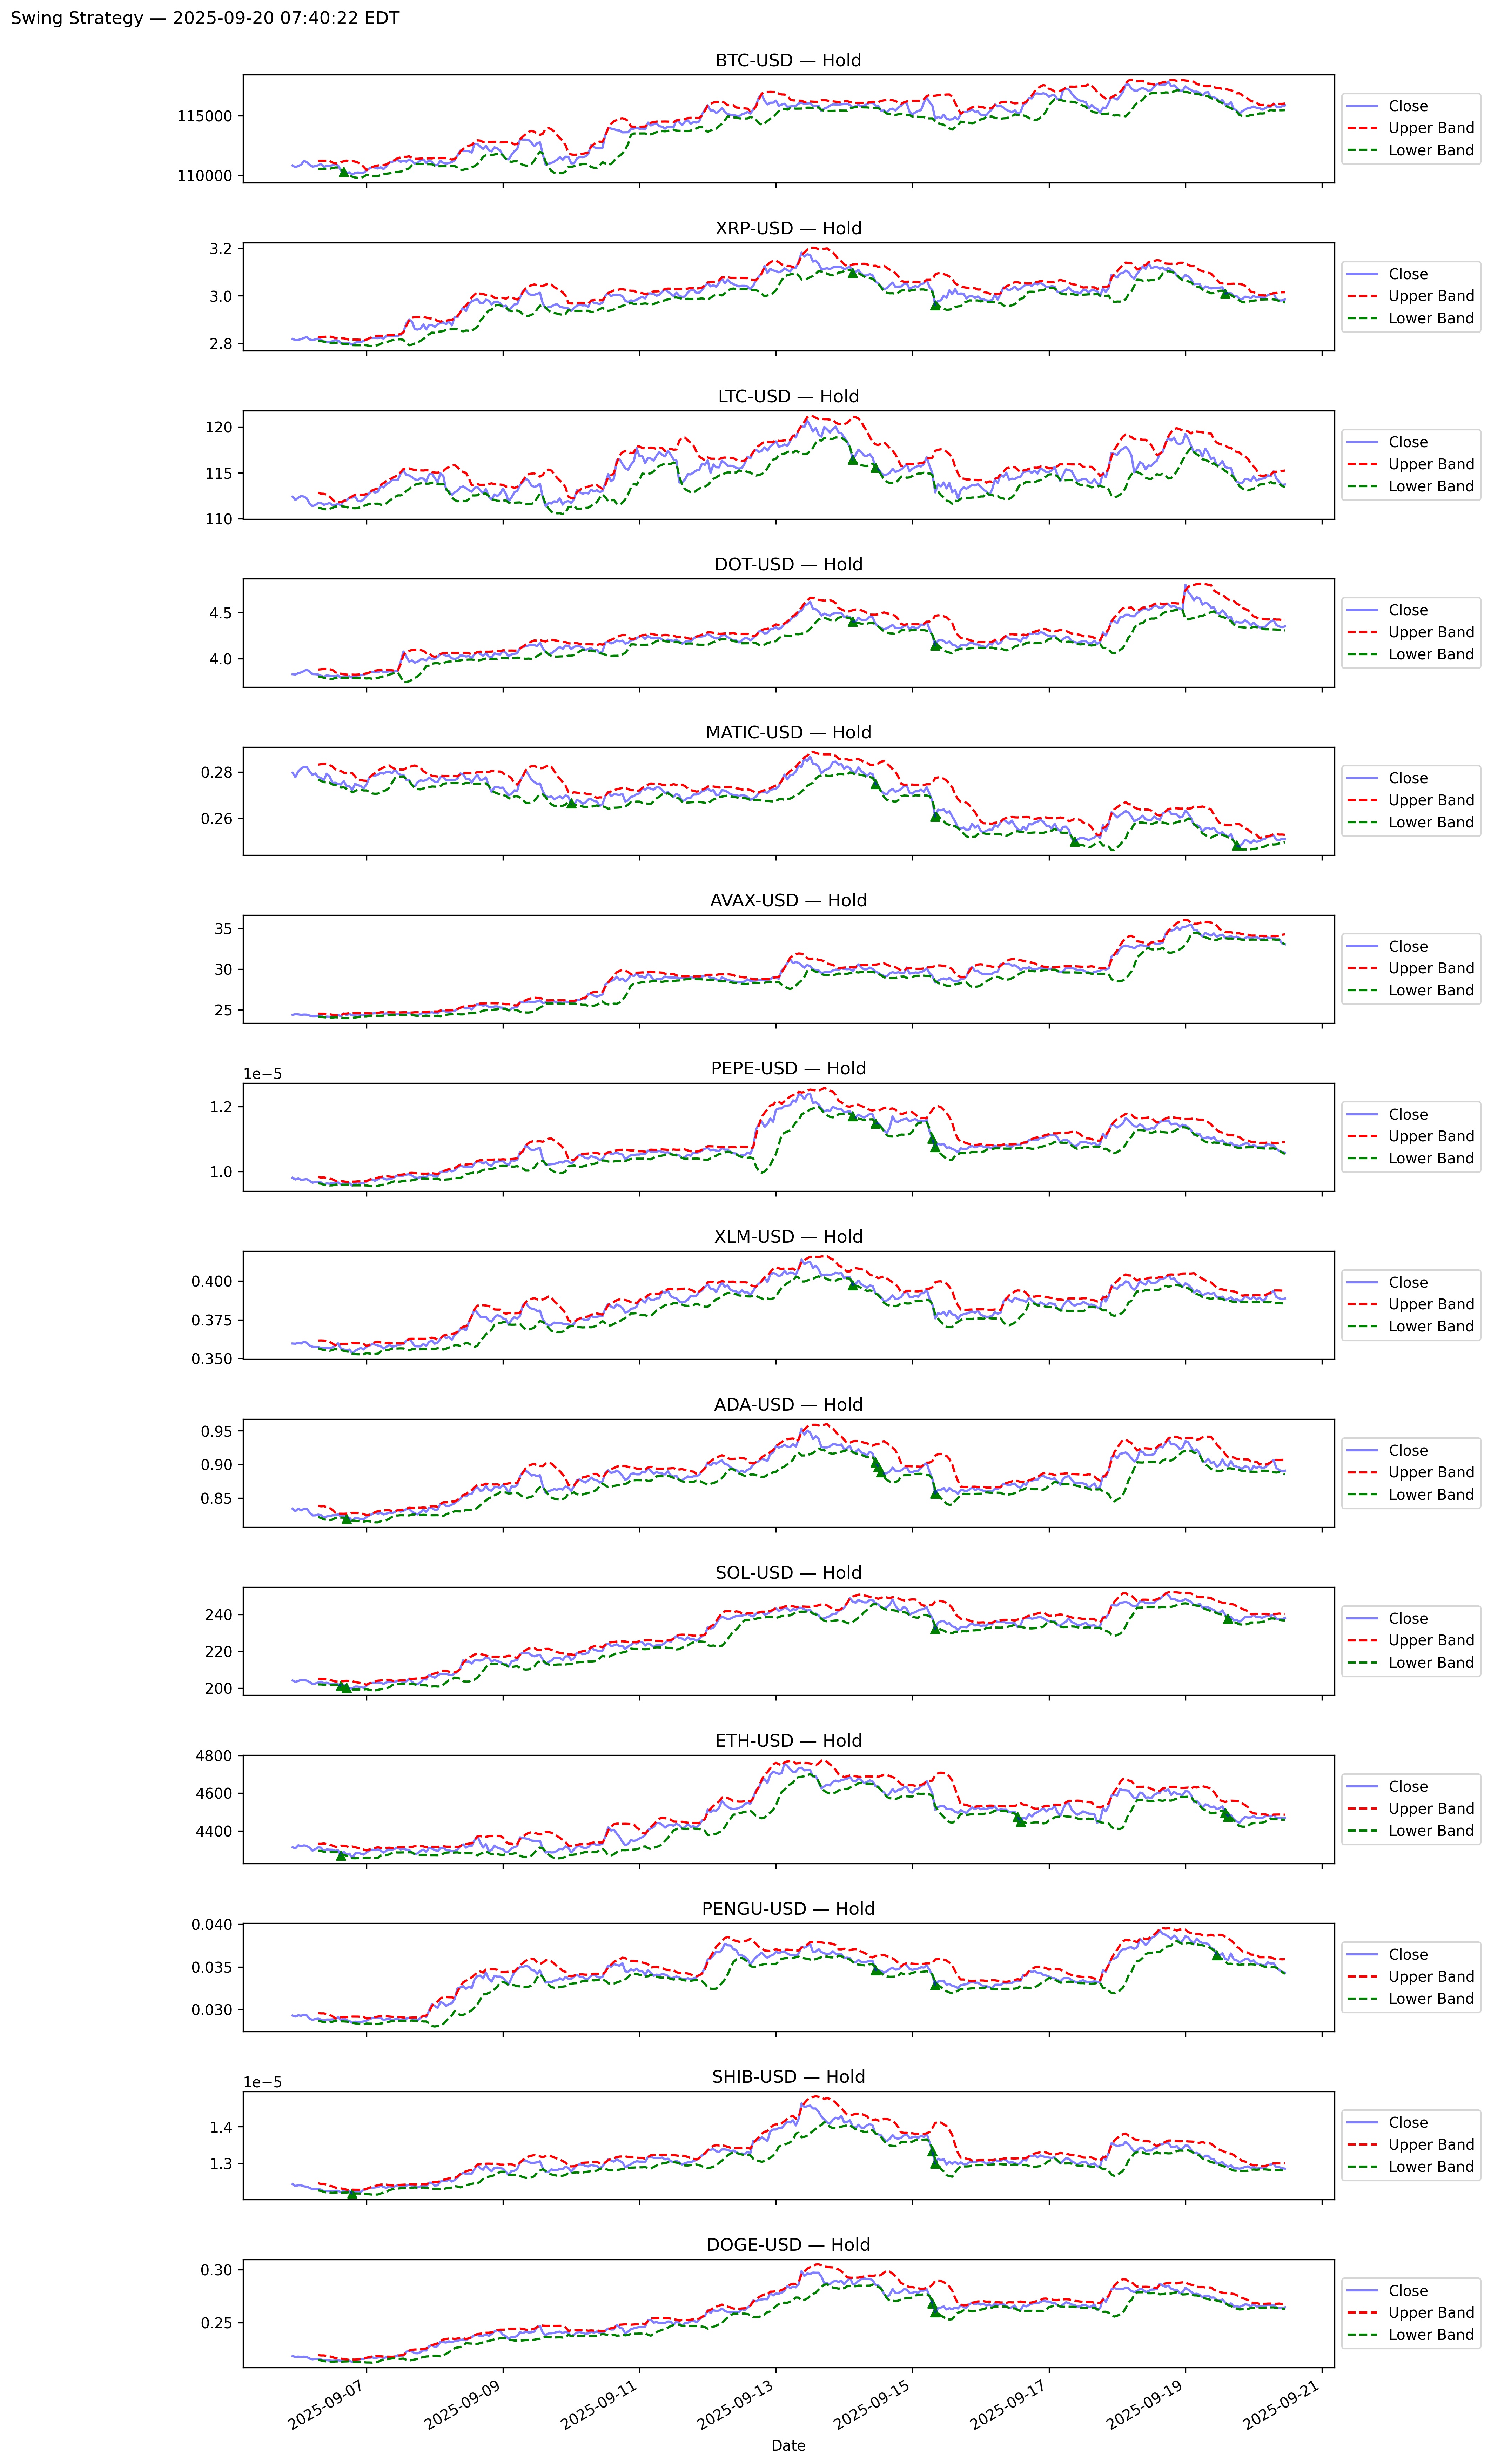 Swing Strategy — 2025-09-20 07:40:22 EDT
BTC-USD — Hold
115000
110000
Close
Upper Band
Lower Band
XRP-USD — Hold
3.2
3.0
2.8
Close
Upper Band
Lower Band
LTC-USD — Hold
120
115
110
Close
Upper Band
Lower Band
DOT-USD — Hold
4.5
4.0
Close
Upper Band
Lower Band
MATIC-USD — Hold
0.28
0.26
Close
Upper Band
Lower Band
AVAX-USD — Hold
35
30
25
Close
Upper Band
Lower Band
PEPE-USD — Hold
1e−5
1.2
1.0
Close
Upper Band
Lower Band
XLM-USD — Hold
0.400
0.375
0.350
Close
Upper Band
Lower Band
ADA-USD — Hold
0.95
0.90
0.85
Close
Upper Band
Lower Band
SOL-USD — Hold
240
220
200
Close
Upper Band
Lower Band
ETH-USD — Hold
4800
4600
4400
Close
Upper Band
Lower Band
PENGU-USD — Hold
0.040
0.035
0.030
Close
Upper Band
Lower Band
SHIB-USD — Hold
1e−5
1.4
1.3
Close
Upper Band
Lower Band
DOGE-USD — Hold
0.30
0.25
Close
Upper Band
Lower Band
2025-09-07
2025-09-09
2025-09-11
2025-09-13
2025-09-15
2025-09-17
2025-09-19
2025-09-21
Date